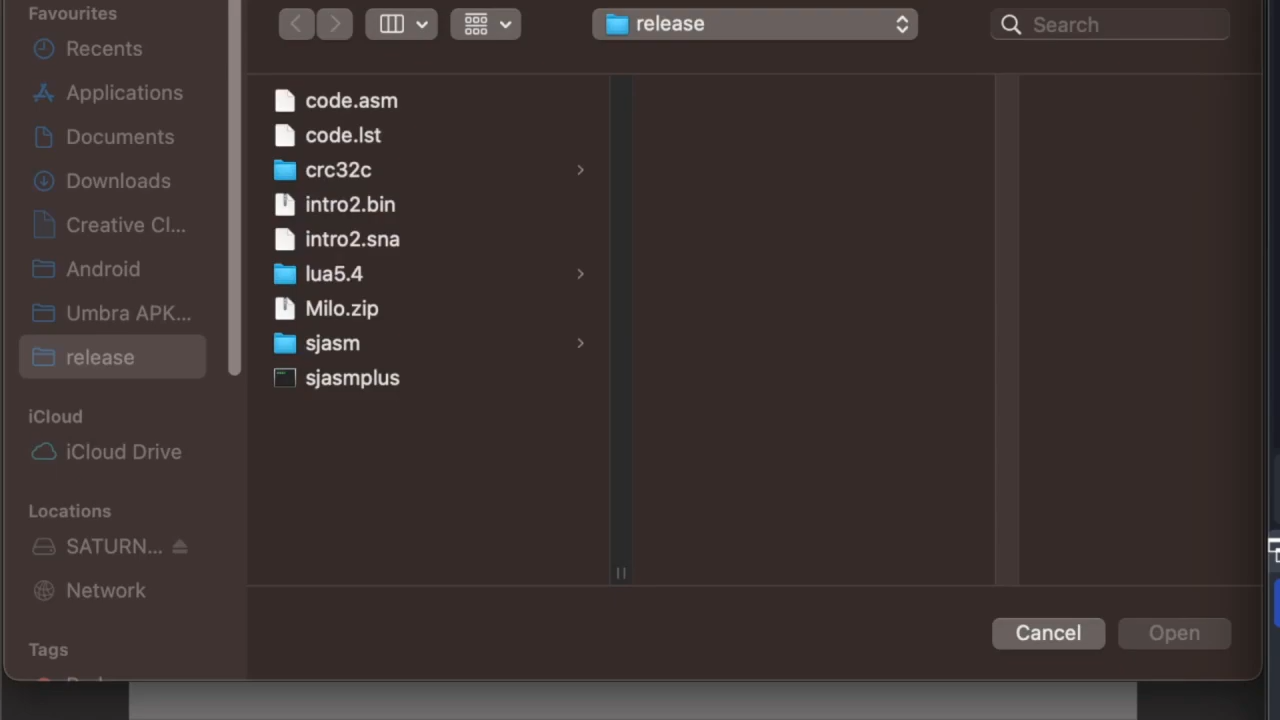 Favourites
Recents
Applications
Documents
Downloads
Creative Cl...
Android
Umbra APK...
release
iCloud
iCloud Drive
Locations
SATURN...
Network
Tags
release
Search
code.asm
code.lst
crc32c
intro2.bin
intro2.sna
lua5.4
Milo.zip
sjasm
sjasmplus
Cancel
Open